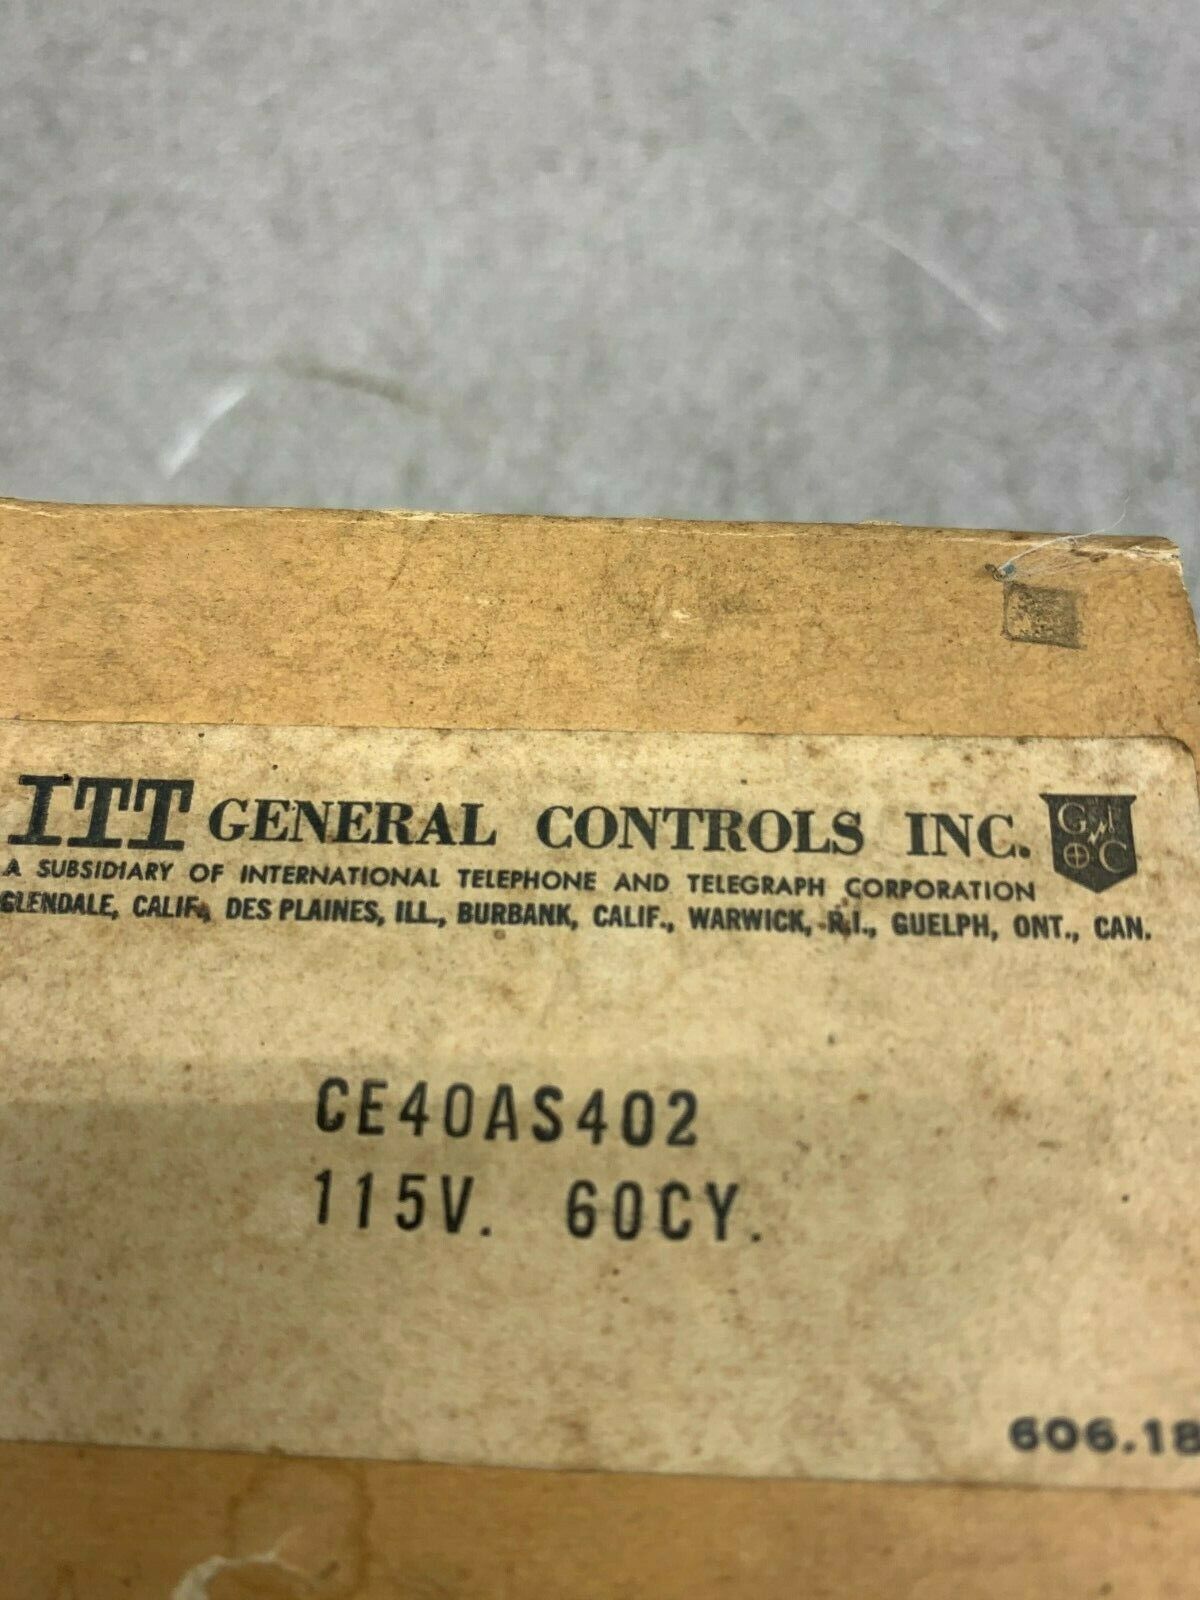 ITT GENERAL CONTROLS INC. G I C
A SUBSIDIARY OF INTERNATIONAL TELEPHONE AND TELEGRAPH CORPORATION
GLENDALE, CALIF., DES PLAINES, ILL., BURBANK, CALIF., WARWICK, R.I., GUELPH, ONT., CAN.
CE40AS402
115V. 60CY.
606.18